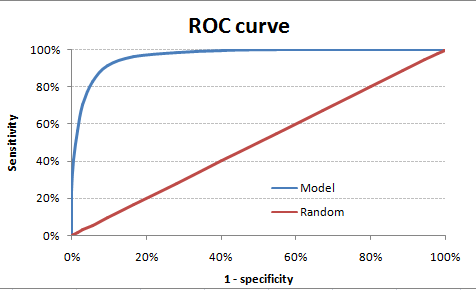 ROC curve
100%
80%
60%
40%
20%
0%
Sensitivity
Model
Random
0% 20% 40% 60% 80% 100%
1 - specificity